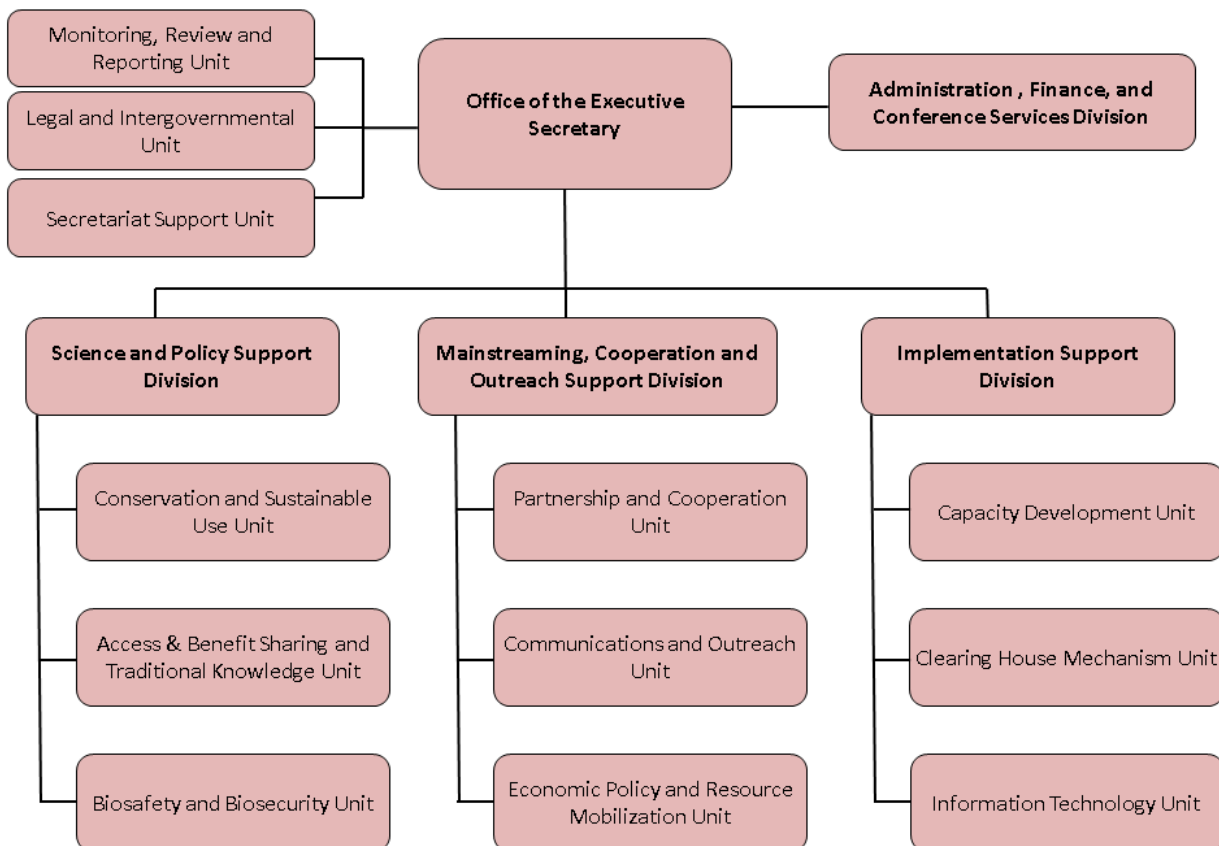 Monitoring, Review and
Reporting Unit
Legal and Intergovernmental
Unit
Secretariat Support Unit
Office of the Executive
Secretary
Administration , Finance, and
Conference Services Division
Science and Policy Support
Division
Conservation and Sustainable
Use Unit
Access & Benefit Sharing and
Traditional Knowledge Unit
Biosafety and Biosecurity Unit
Mainstreaming, Cooperation and
Outreach Support Division
Partnership and Cooperation
Unit
Communications and Outreach
Unit
Economic Policy and Resource
Mobilization Unit
Implementation Support
Division
Capacity Development Unit
Clearing House Mechanism Unit
Information Technology Unit